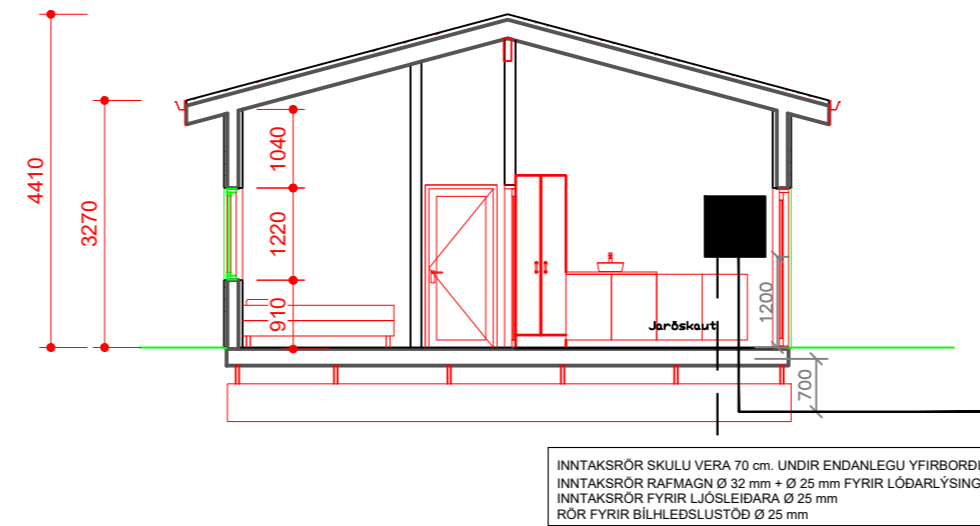 4410
3270
1040
1220
910
Jarðskaut
1200
700
INNTAKSRÖR SKULU VERA 70 cm. UNDIR ENDANLEGU YFIRBORÐI
INNTAKSRÖR RAFMAGN Ø 32 mm + Ø 25 mm FYRIR LÓÐARLÝSING
INNTAKSRÖR FYRIR LJÓSLEIÐARA Ø 25 mm
RÖR FYRIR BÍLHLEÐSLUSTÖÐ Ø 25 mm